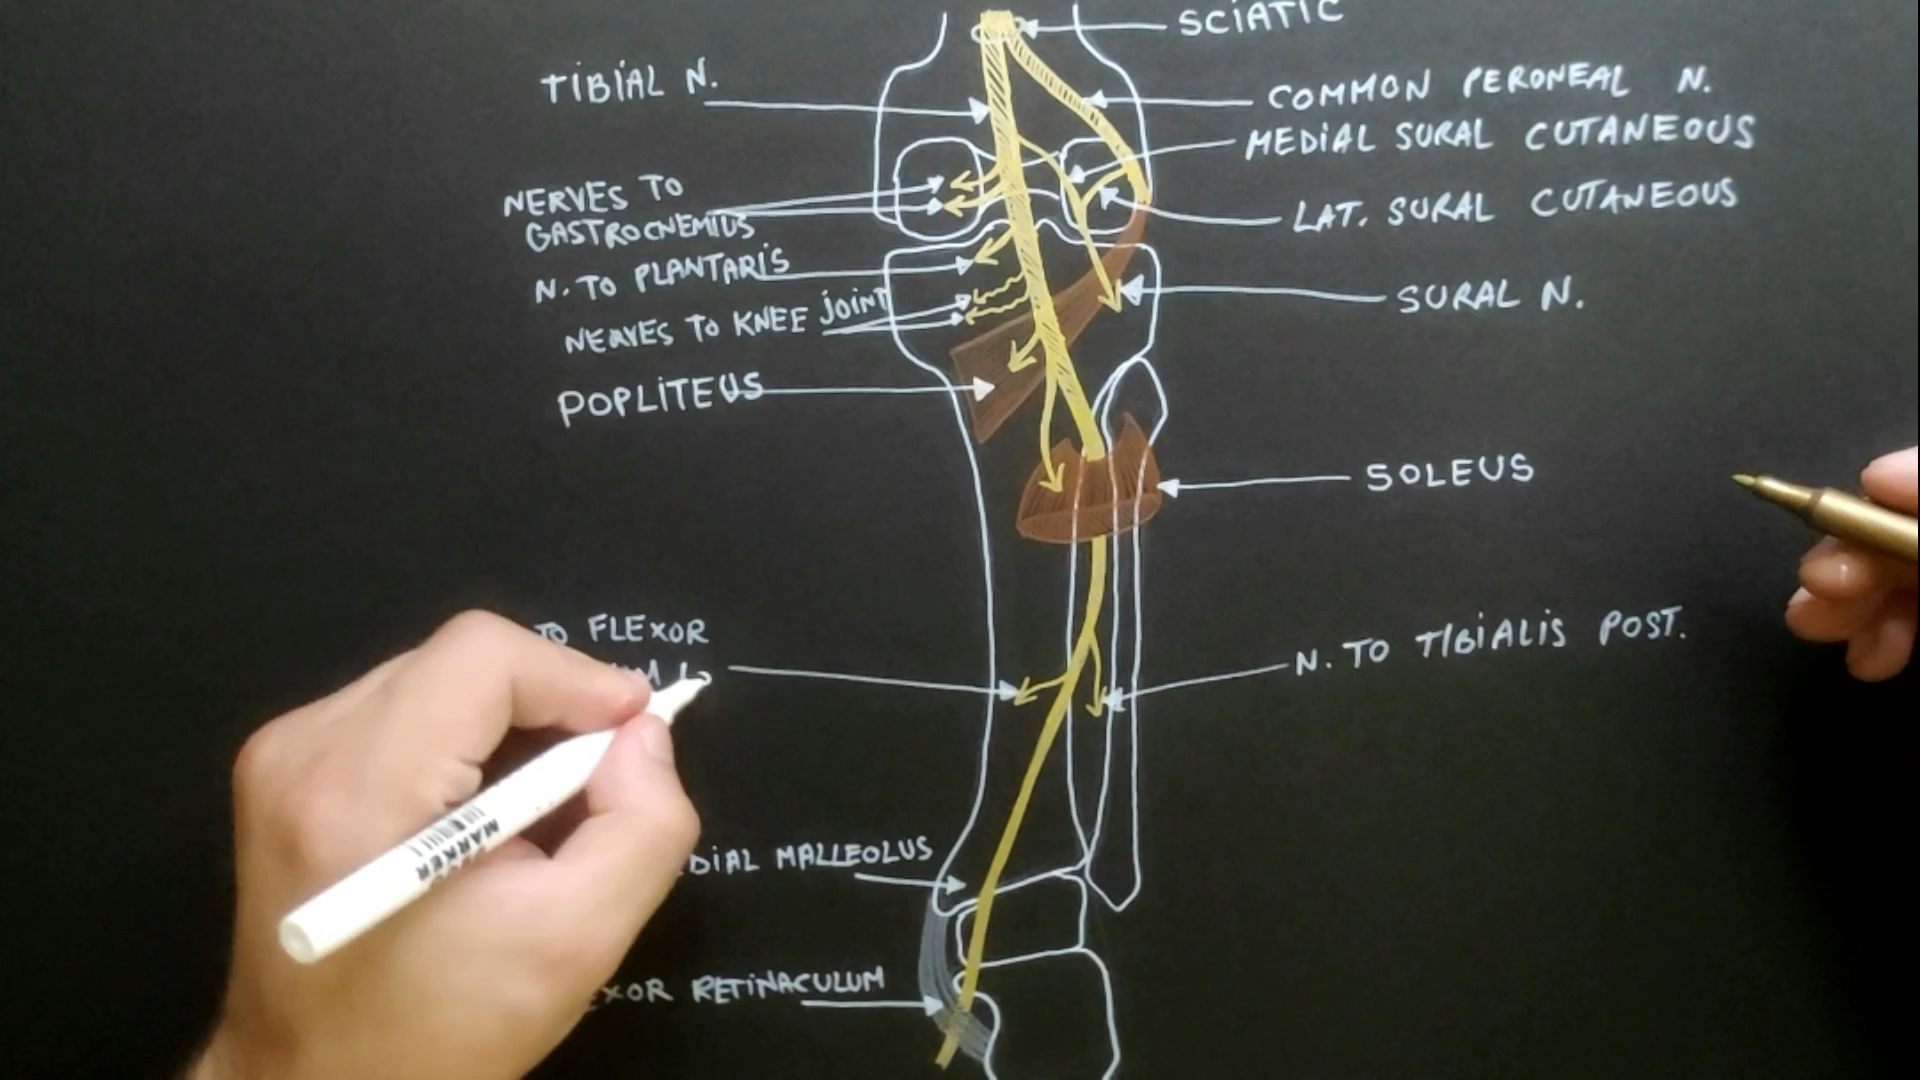 SCIATIC
TIBIAL N.
COMMON PERONEAL N.
MEDIAL SURAL CUTANEOUS
NERVES TO
GASTROCNEMIUS
LAT. SURAL CUTANEOUS
N. TO PLANTARIS
NERVES TO KNEE JOINT
SURAL N.
POPLITEUS
SOLEUS
TO FLEXOR
N. TO TIBIALIS POST.
MARKER
DIAL MALLEOLUS
EXOR RETINACULUM